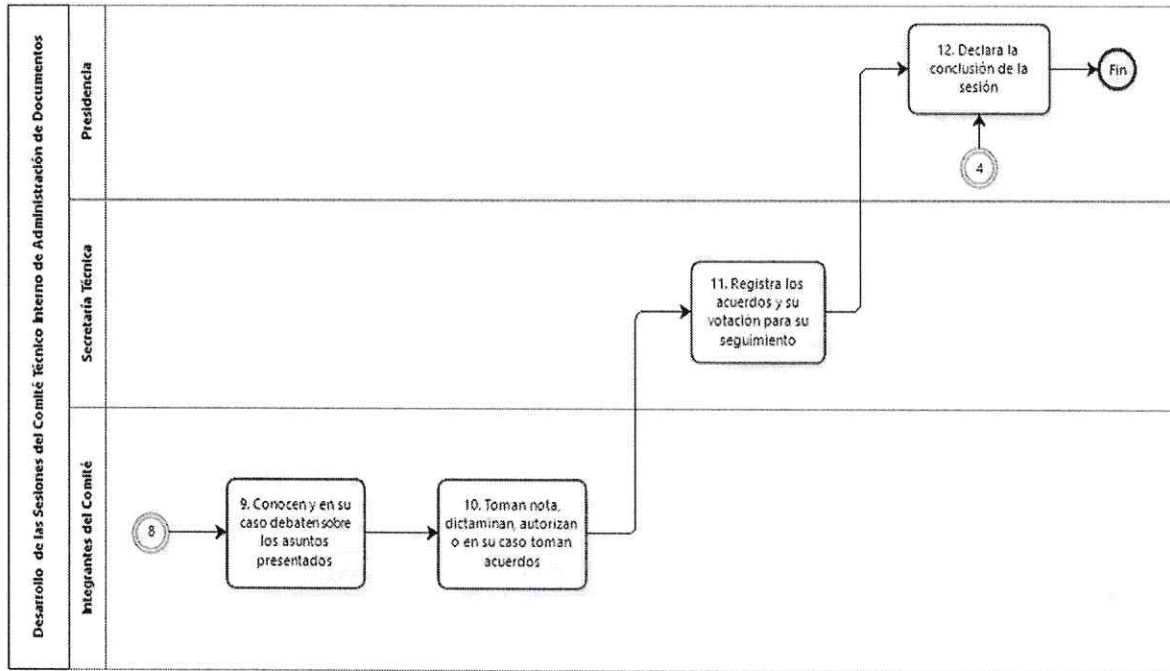 Desarrollo de las Sesiones del Comité Técnico Interno de Administración de Documentos
Presidencia
12. Declara la
conclusión de la
sesión
Fin
4
Secretaría Técnica
11. Registra los
acuerdos y su
votación para su
seguimiento
Integrantes del Comité
8
9. Conocen y en su
caso debaten sobre
los asuntos
presentados
10. Toman nota,
dictaminan, autorizan
o en su caso toman
acuerdos